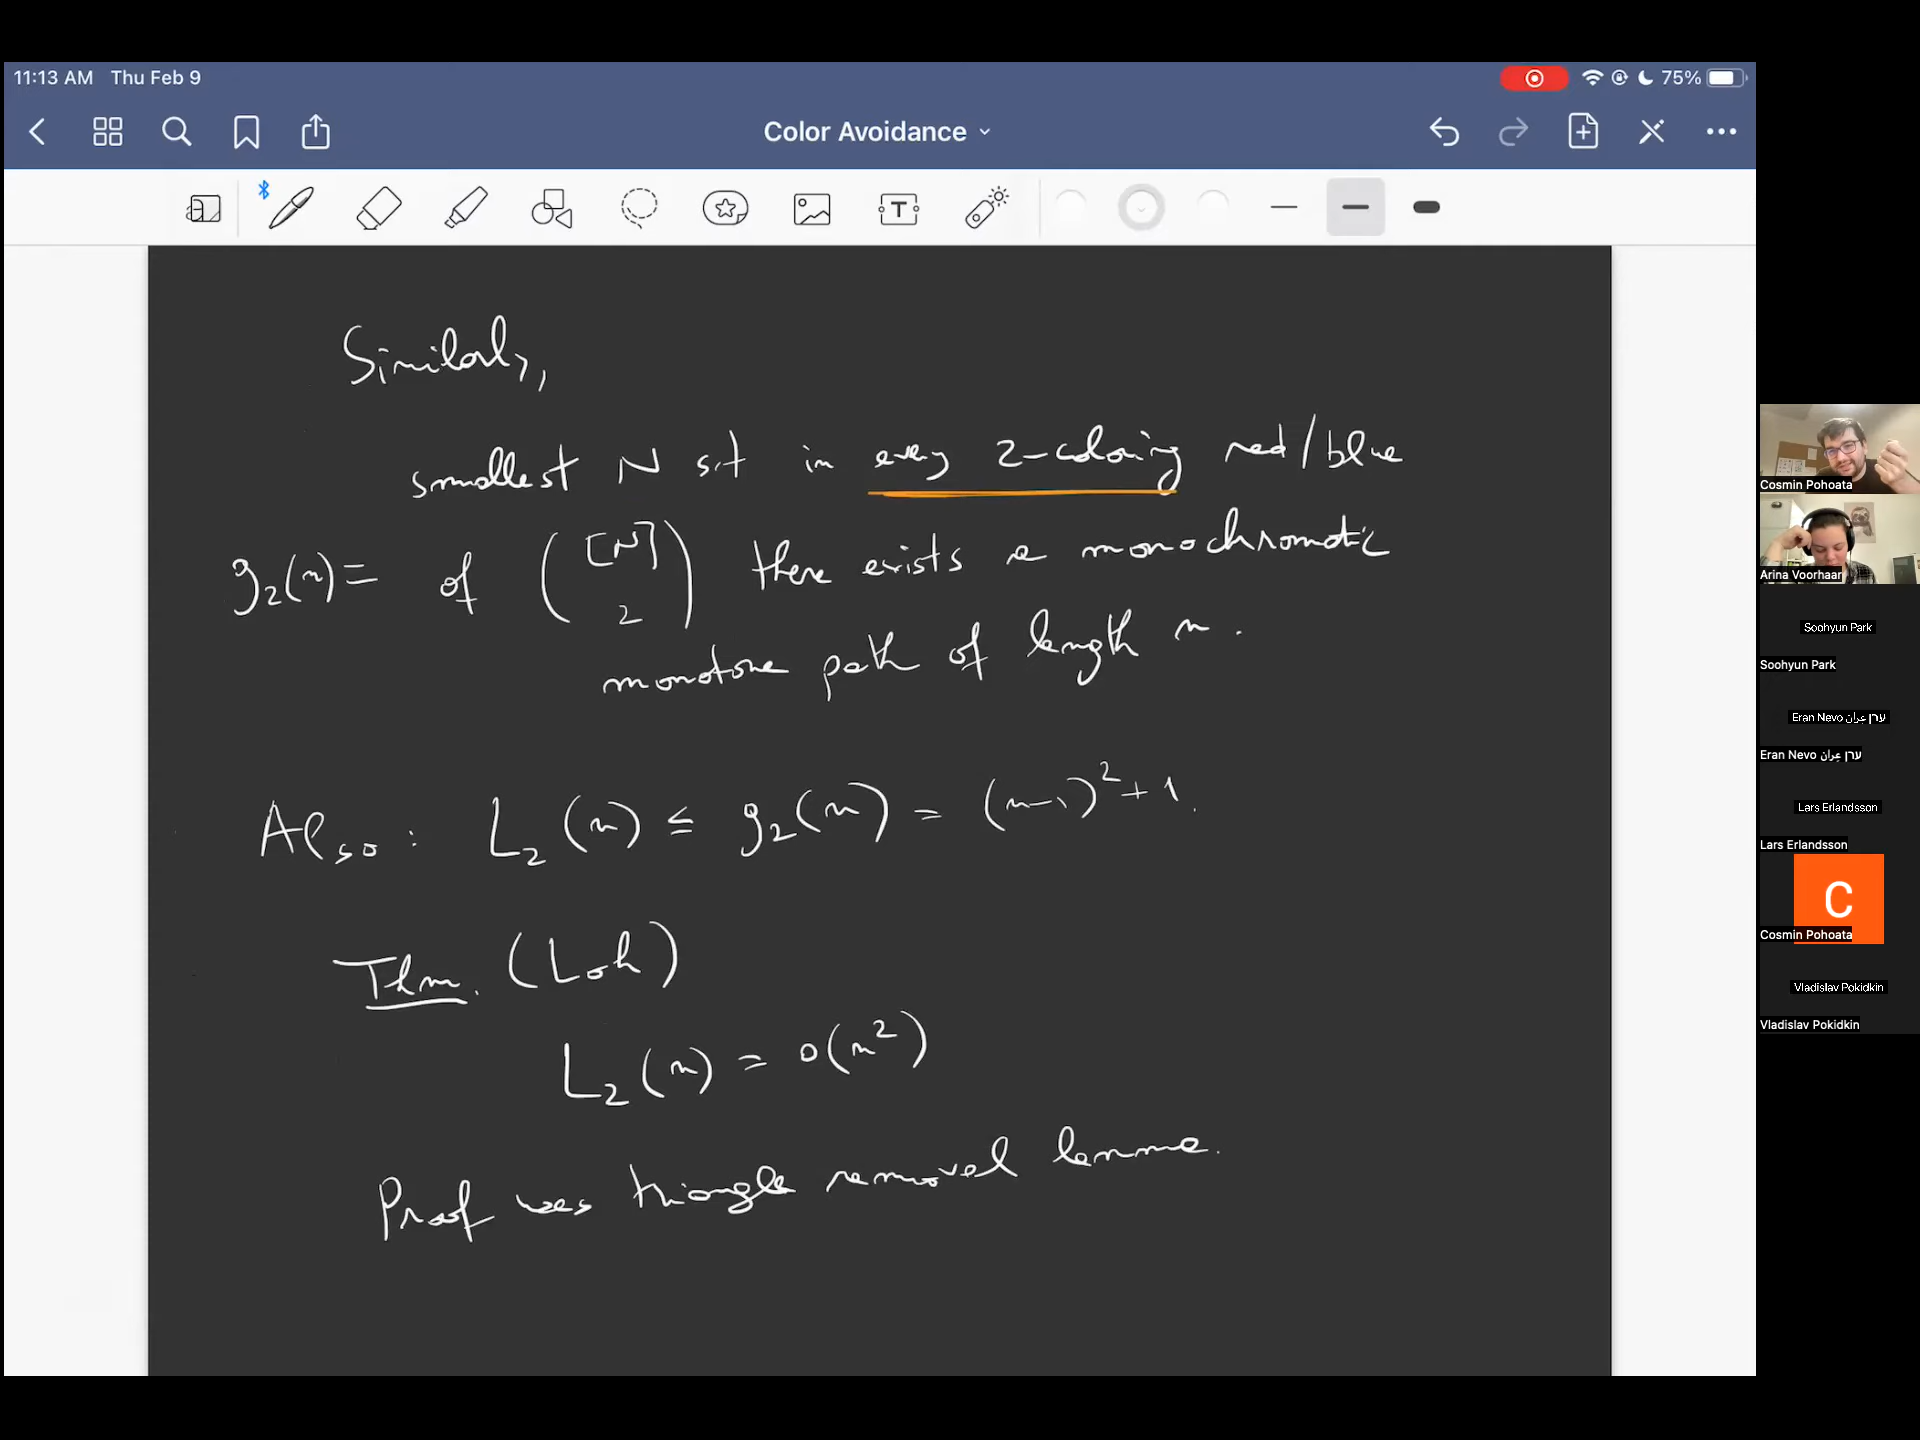 11:13 AM Thu Feb 9
75%
Color Avoidance
Similarly,
smallest N s.t in every 2-coloring red/blue
g₂(n) = of ([N] 2) there exists a monochromatic
monotone path of length n.
Also: L₂(n) ≤ g₂(n) = (n-1)² + 1.
Thm. (Loh)
L₂(n) = o(n²)
Proof uses triangle removal lemma.
Cosmin Pohoata
Arina Voorhaar
Soohyun Park
Soohyun Park
Eran Nevo ערן عران
Eran Nevo ערן عران
Lars Erlandsson
Lars Erlandsson
C
Cosmin Pohoata
Vladislav Pokidkin
Vladislav Pokidkin